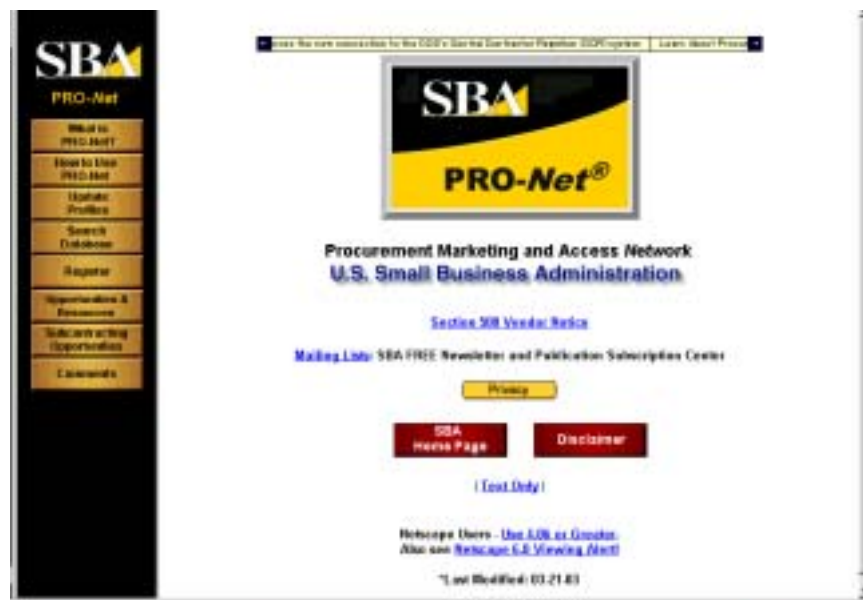 SBA
PRO-Net
What is
PRO-Net?
How to Use
PRO-Net
Update
Profiles
Search
Database
Register
Opportunities &
Resources
Subcontracting
Opportunities
Comments
Learn About
SBA
PRO-Net®
Procurement Marketing and Access Network
U.S. Small Business Administration
Section 508 Vendor Notice
Mailing Lists: SBA FREE Newsletter and Publication Subscription Center
Privacy
SBA
Home Page
Disclaimer
( Text Only )
Netscape Users - Use 4.06 or Greater.
Also see Netscape 6.0 Viewing Alert!
*Last Modified: 03-21-03